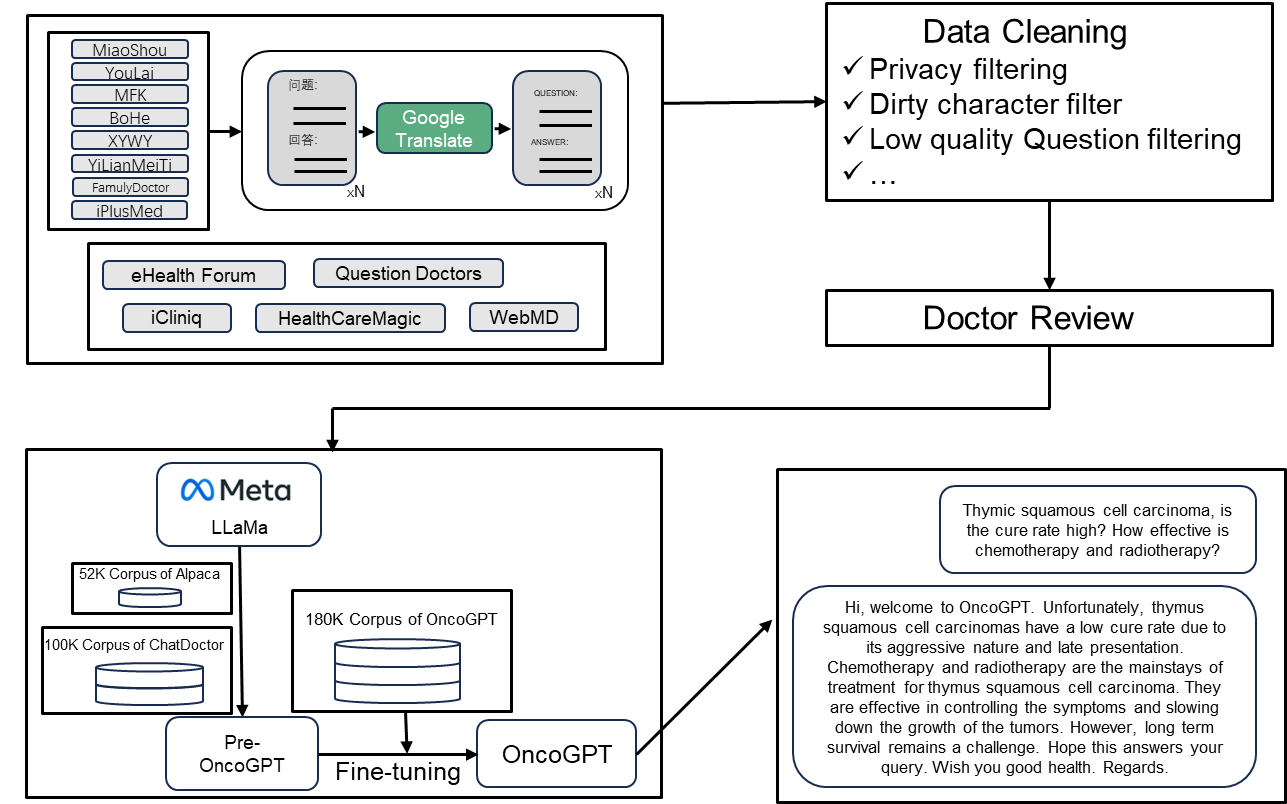 MiaoShou
YouLai
MFK
BoHe
XYWY
YiLianMeiTi
FamulyDoctor
iPlusMed
问题:
回答:
xN
Google
Translate
QUESTION:
ANSWER:
xN
eHealth Forum
Question Doctors
iCliniq
HealthCareMagic
WebMD
Data Cleaning
✓ Privacy filtering
✓ Dirty character filter
✓ Low quality Question filtering
✓ …
Doctor Review
Meta
LLaMa
52K Corpus of Alpaca
100K Corpus of ChatDoctor
180K Corpus of OncoGPT
Pre-
OncoGPT
Fine-tuning
OncoGPT
Thymic squamous cell carcinoma, is
the cure rate high? How effective is
chemotherapy and radiotherapy?
Hi, welcome to OncoGPT. Unfortunately, thymus
squamous cell carcinomas have a low cure rate due to
its aggressive nature and late presentation.
Chemotherapy and radiotherapy are the mainstays of
treatment for thymus squamous cell carcinoma. They
are effective in controlling the symptoms and slowing
down the growth of the tumors. However, long term
survival remains a challenge. Hope this answers your
query. Wish you good health. Regards.